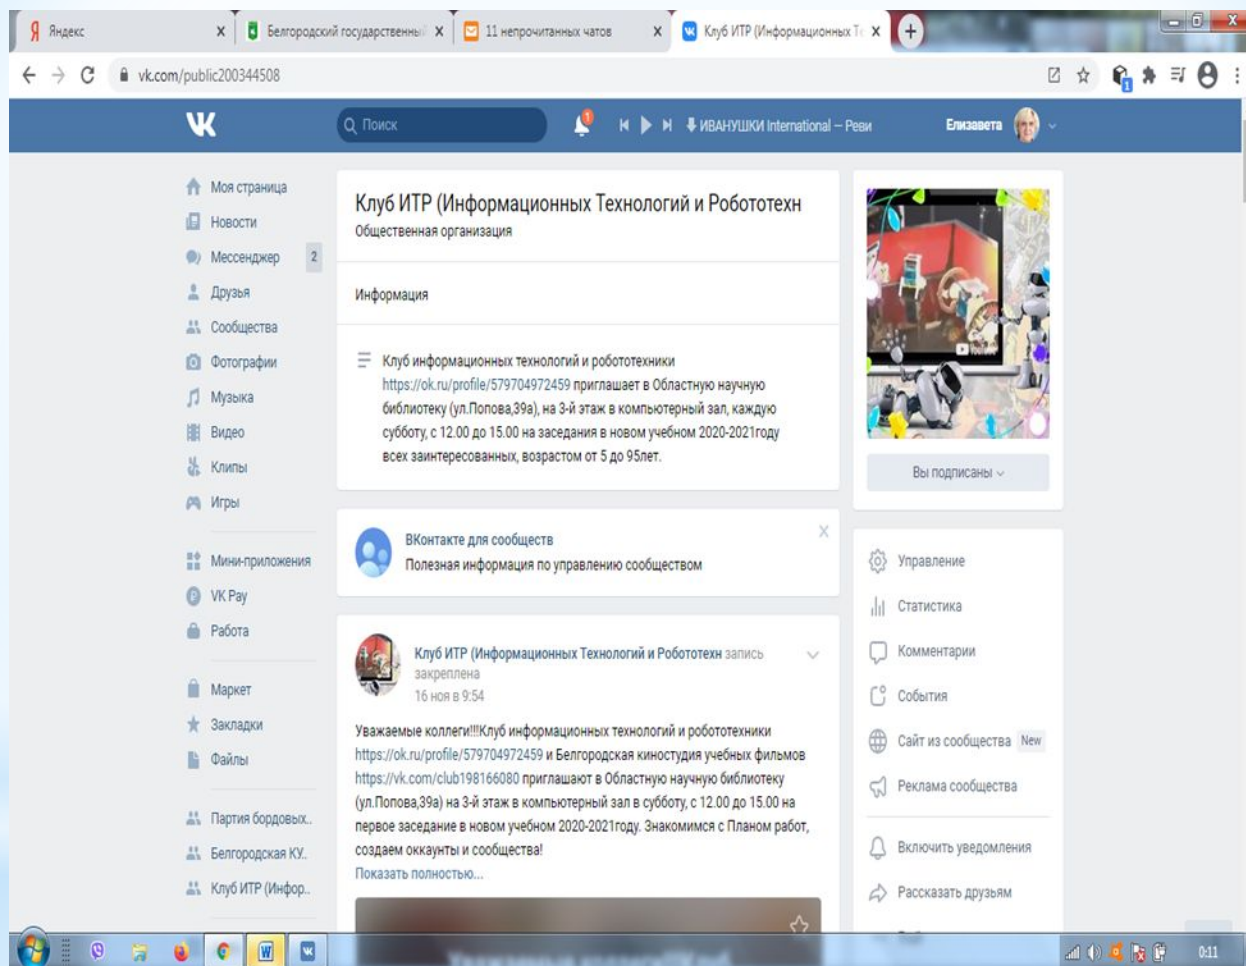 Яндекс
Белгородский государственный
11 непрочитанных чатов
Клуб ИТР (Информационных Те
vk.com/public200344508
1
Поиск
1
ИВАНУШКИ International – Реви
Елизавета
Моя страница
Новости
Мессенджер 2
Друзья
Сообщества
Фотографии
Музыка
Видео
Клипы
Игры
Мини-приложения
VK Pay
Работа
Маркет
Закладки
Файлы
Партия бордовых..
Белгородская КУ..
Клуб ИТР (Инфор..
Клуб ИТР (Информационных Технологий и Робототехн
Общественная организация
Информация
Клуб информационных технологий и робототехники
https://ok.ru/profile/579704972459 приглашает в Областную научную
библиотеку (ул.Попова,39а), на 3-й этаж в компьютерный зал, каждую
субботу, с 12.00 до 15.00 на заседания в новом учебном 2020-2021году
всех заинтересованных, возрастом от 5 до 95лет.
ВКонтакте для сообществ
Полезная информация по управлению сообществом
Клуб ИТР (Информационных Технологий и Робототехн запись
закреплена
16 ноя в 9:54
Уважаемые коллеги!!!Клуб информационных технологий и робототехники
https://ok.ru/profile/579704972459 и Белгородская киностудия учебных фильмов
https://vk.com/club198166080 приглашают в Областную научную библиотеку
(ул.Попова,39а) на 3-й этаж в компьютерный зал в субботу, с 12.00 до 15.00 на
первое заседание в новом учебном 2020-2021году. Знакомимся с Планом работ,
создаем оккаунты и сообщества!
Показать полностью...
YouTube
Вы подписаны
Управление
Статистика
Комментарии
События
Сайт из сообщества New
Реклама сообщества
Включить уведомления
Рассказать друзьям
0:11